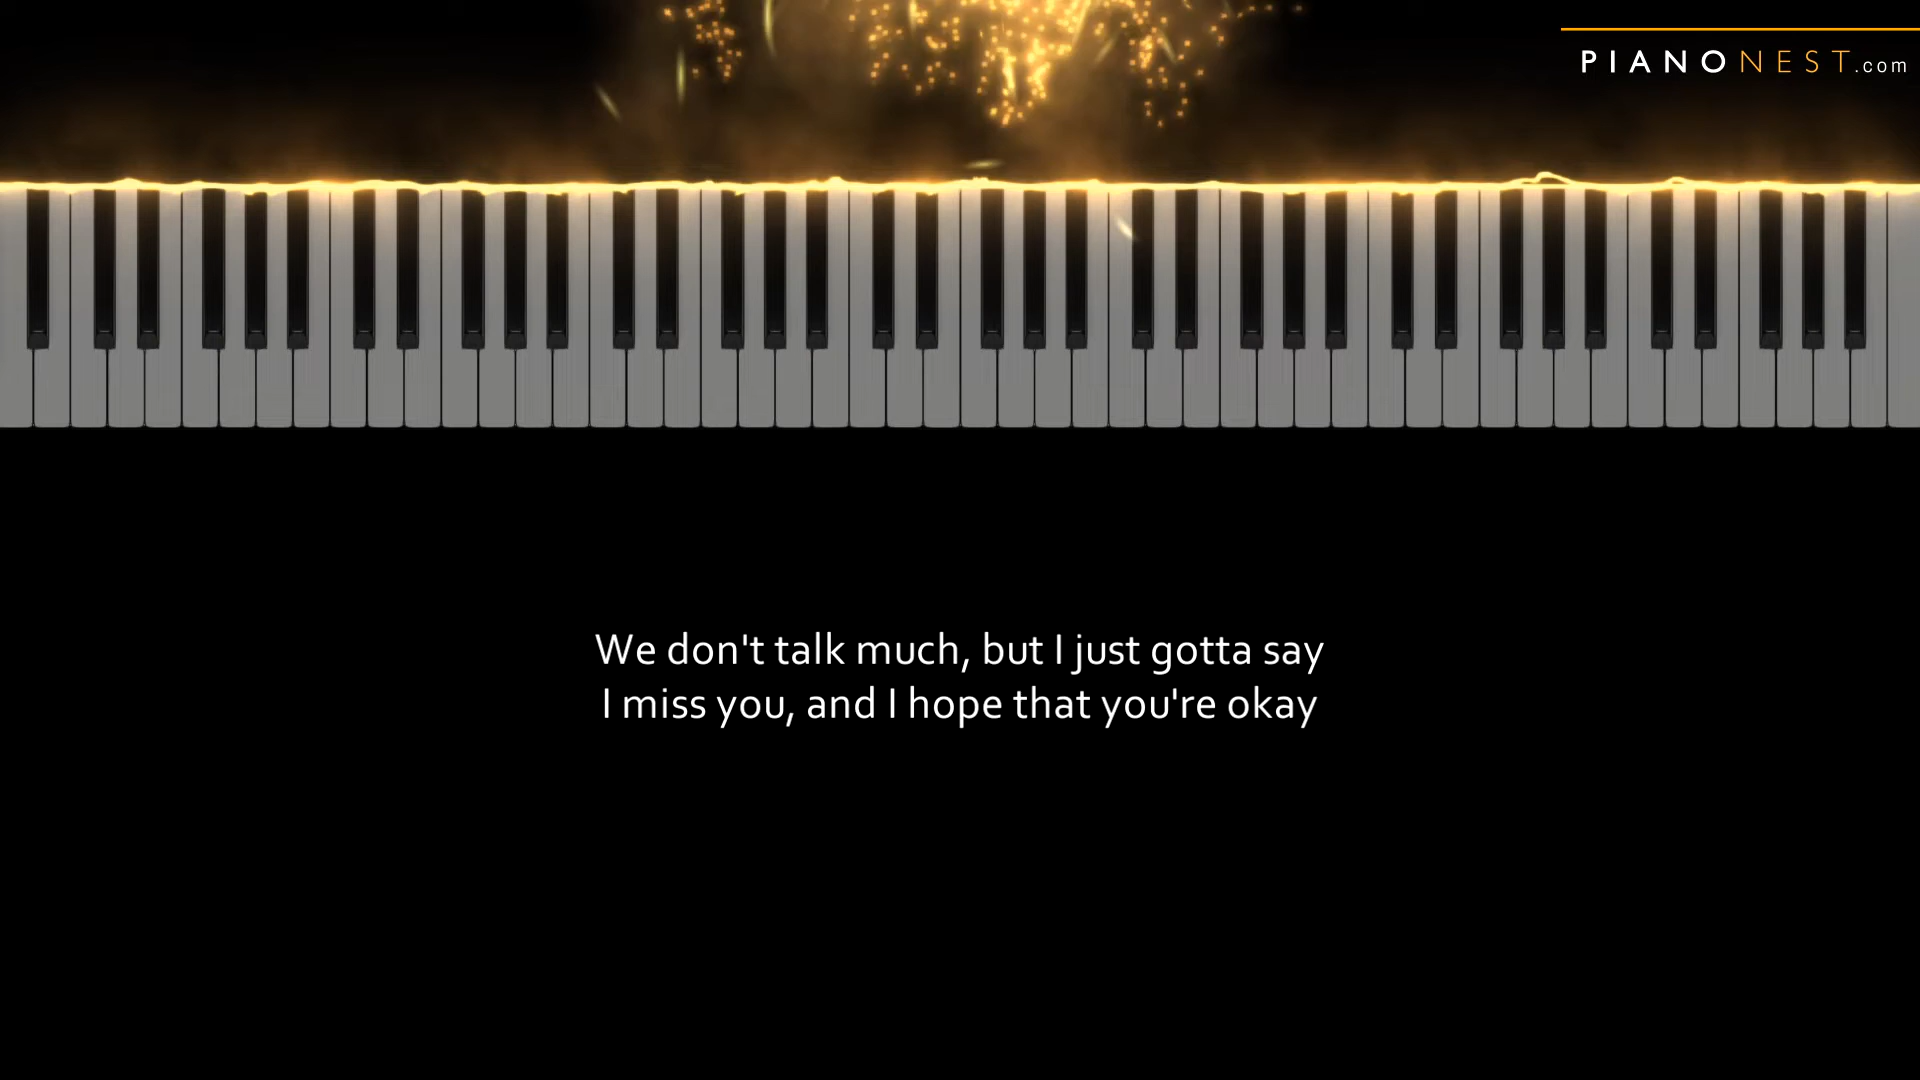 PIANONEST.com
We don't talk much, but I just gotta say
I miss you, and I hope that you're okay